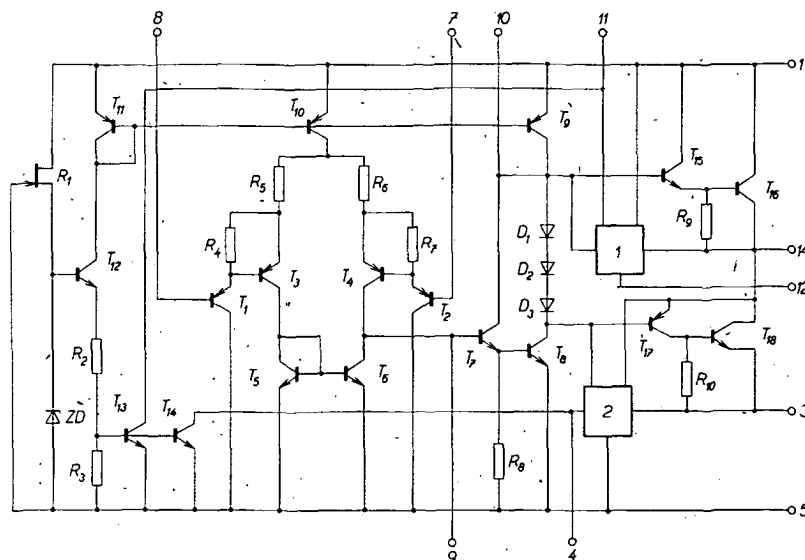 8
7
10
11
1
T11
T10
T9
T15
T16
R1
R5
R6
R9
R4
R7
D1
1
14
T12
T3
T4
D2
12
T1
T2
D3
R2
T5
T6
T7
T8
T17
T18
ZD
T13
T14
R10
2
3
R3
R8
5
9
4